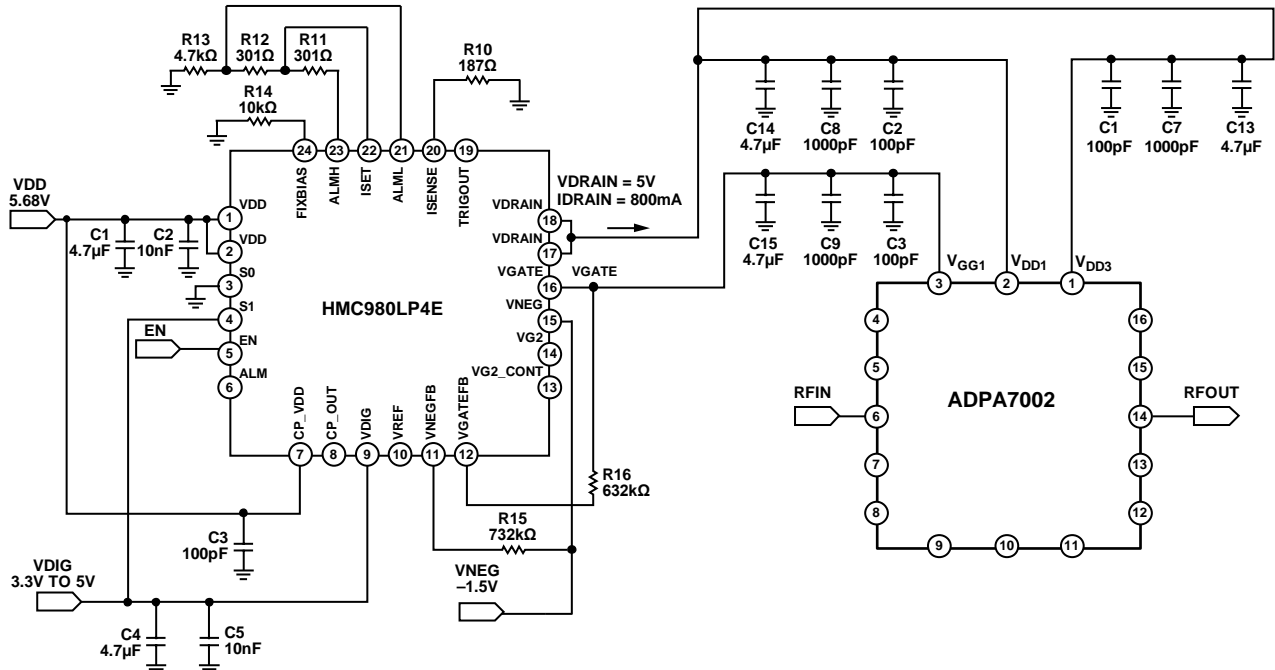 R13
4.7kΩ
R12
301Ω
R11
301Ω
R10
187Ω
R14
10kΩ
C14
4.7µF
C8
1000pF
C2
100pF
C1
100pF
C7
1000pF
C13
4.7µF
24
23
22
21
20
19
FIXBIAS
ALMH
ISET
ALML
ISENSE
TRIGOUT
VDD
5.68V
C1
4.7µF
C2
10nF
1
VDD
2
VDD
3
S0
4
S1
5
EN
6
ALM
EN
HMC980LP4E
VDRAIN = 5V
IDRAIN = 800mA
VDRAIN
18
VDRAIN
17
VGATE
16
VGATE
VNEG
15
VG2
14
VG2_CONT
13
C15
4.7µF
C9
1000pF
C3
100pF
CP_VDD
CP_OUT
VDIG
VREF
VNEGFB
VGATEFB
7
8
9
10
11
12
R16
632kΩ
R15
732kΩ
C3
100pF
VDIG
3.3V TO 5V
VNEG
–1.5V
C4
4.7µF
C5
10nF
VGG1
VDD1
VDD3
3
2
1
4
5
6
7
8
9
10
11
12
13
14
15
16
RFIN
ADPA7002
RFOUT